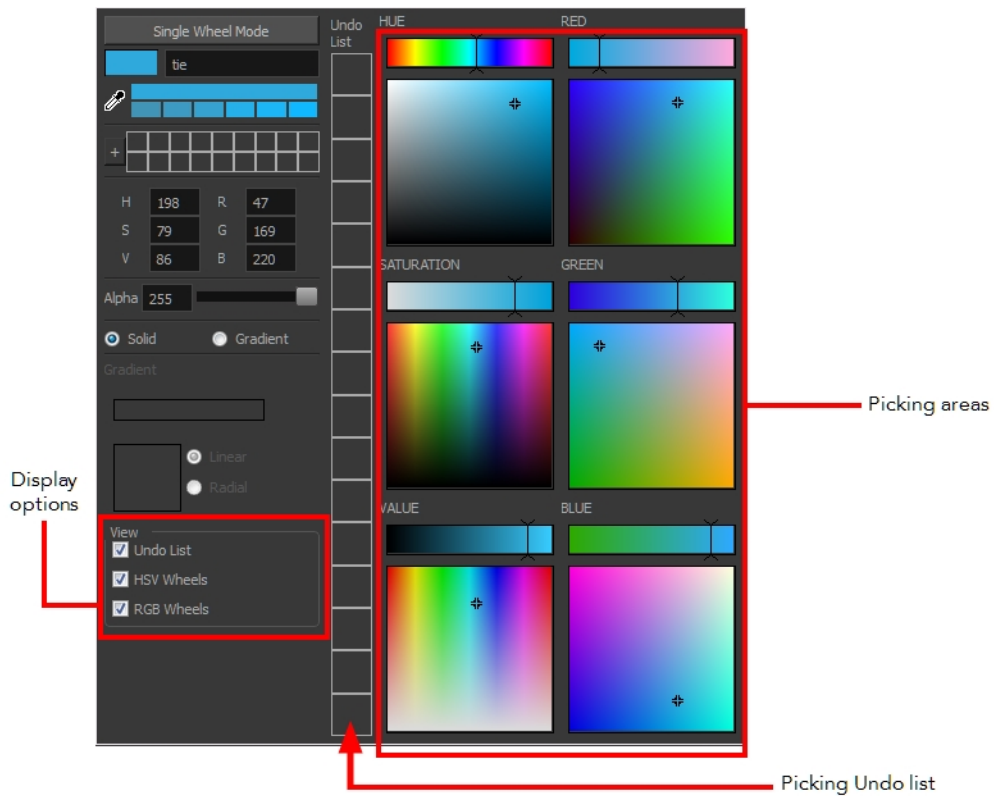 Single Wheel Mode
tie
+
H 198 R 47
S 79 G 169
V 86 B 220
Alpha 255
Solid Gradient
Gradient
Linear
Radial
View
Undo List
HSV Wheels
RGB Wheels
Undo
List
HUE RED
SATURATION GREEN
VALUE BLUE
Display
options
Picking areas
Picking Undo list